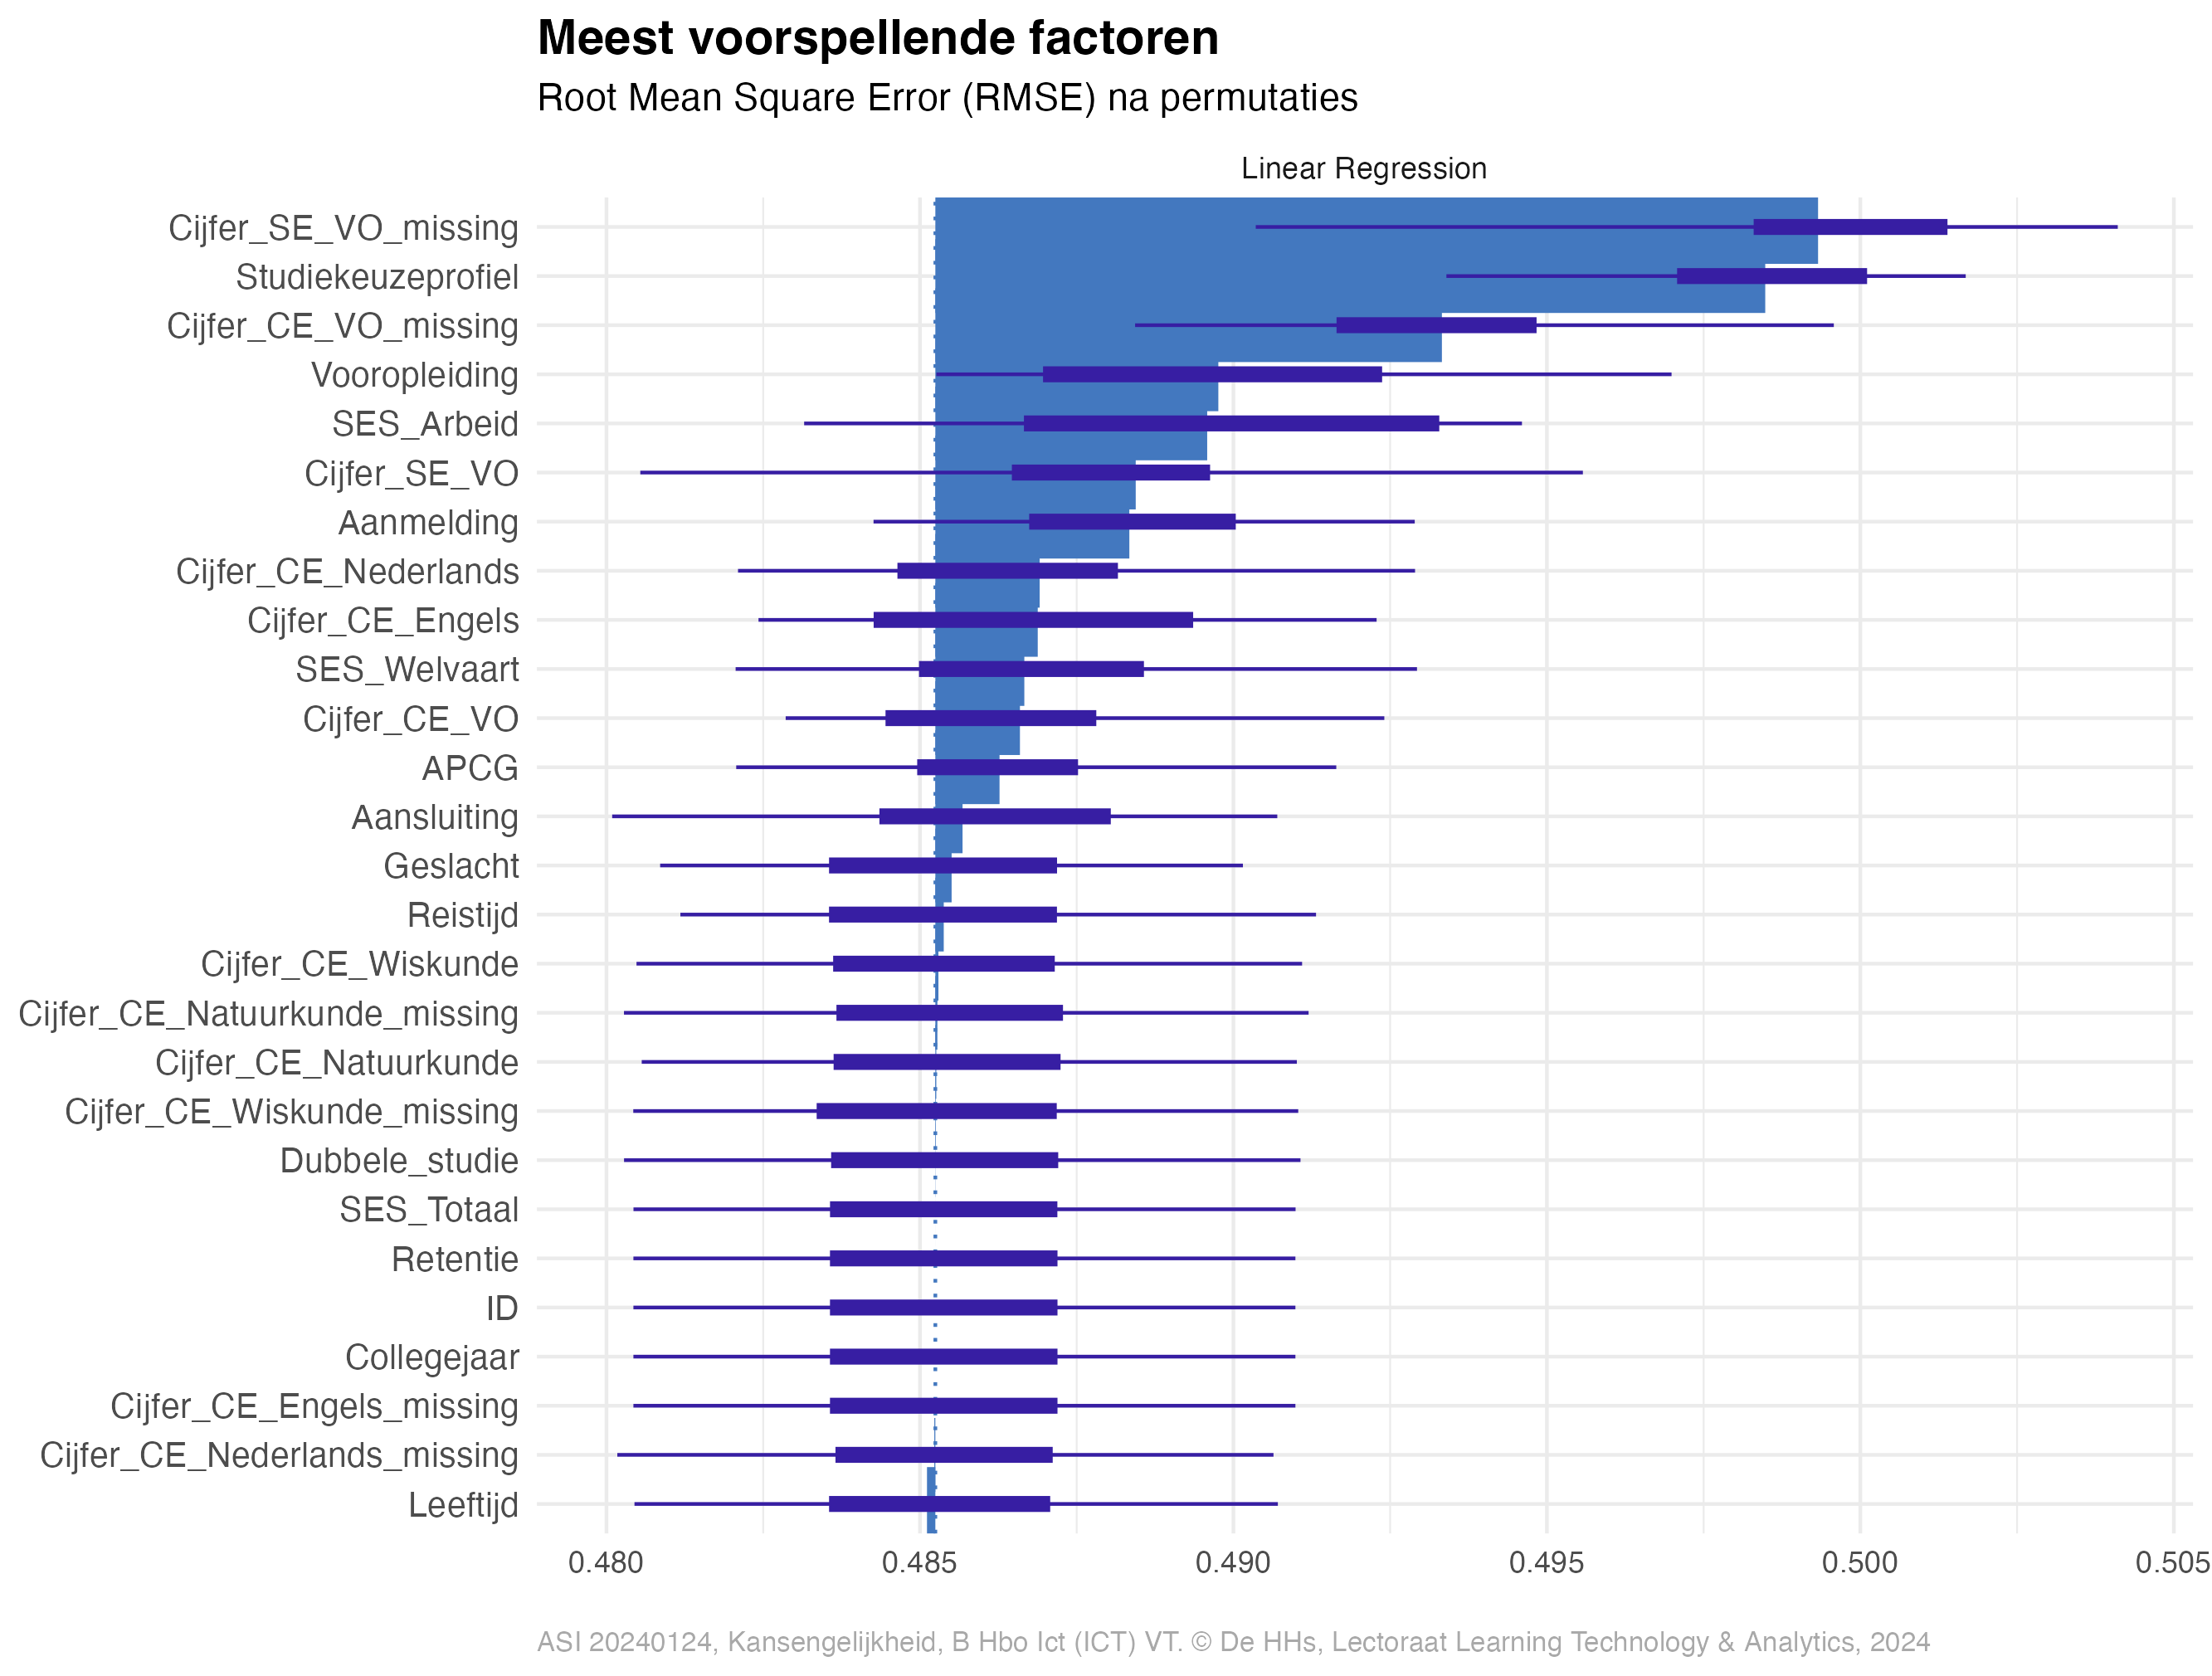 Meest voorspellende factoren
Root Mean Square Error (RMSE) na permutaties
Linear Regression
Cijfer_SE_VO_missing
Studiekeuzeprofiel
Cijfer_CE_VO_missing
Vooropleiding
SES_Arbeid
Cijfer_SE_VO
Aanmelding
Cijfer_CE_Nederlands
Cijfer_CE_Engels
SES_Welvaart
Cijfer_CE_VO
APCG
Aansluiting
Geslacht
Reistijd
Cijfer_CE_Wiskunde
Cijfer_CE_Natuurkunde_missing
Cijfer_CE_Natuurkunde
Cijfer_CE_Wiskunde_missing
Dubbele_studie
SES_Totaal
Retentie
ID
Collegejaar
Cijfer_CE_Engels_missing
Cijfer_CE_Nederlands_missing
Leeftijd
0.480 0.485 0.490 0.495 0.500 0.505
ASI 20240124, Kansengelijkheid, B Hbo Ict (ICT) VT. © De HHs, Lectoraat Learning Technology & Analytics, 2024